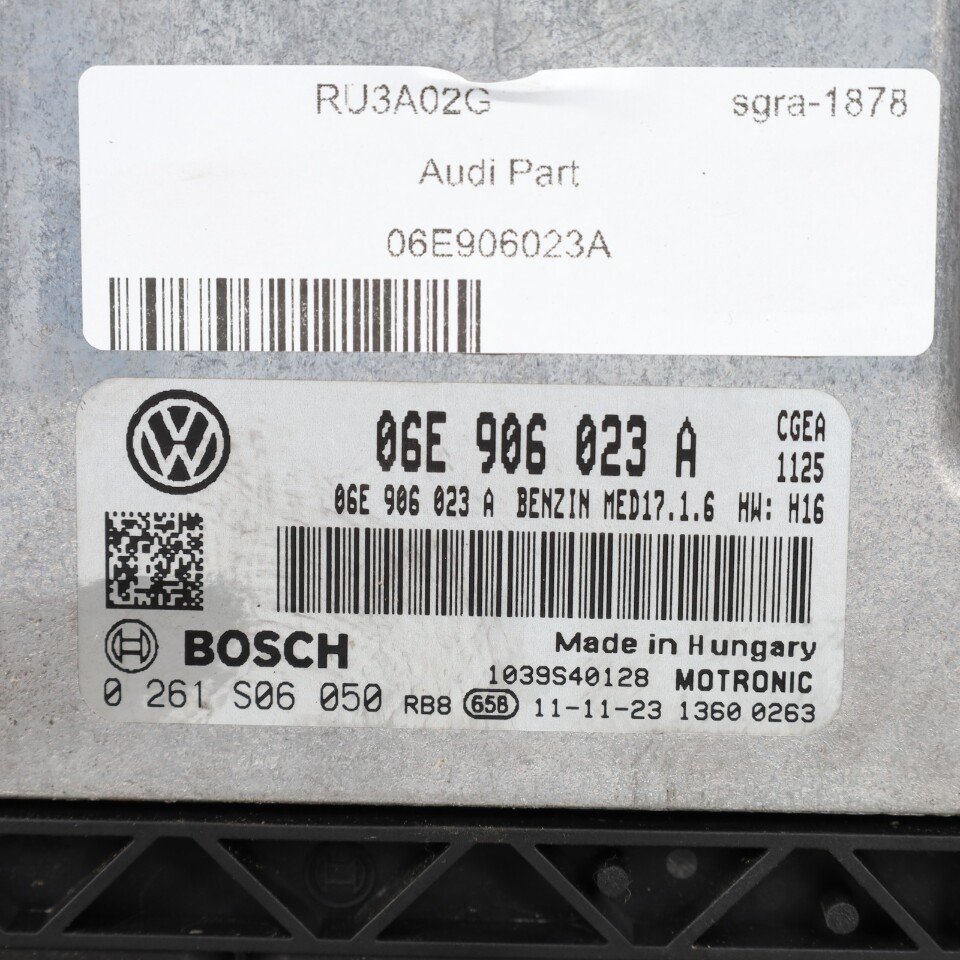 RU3A02G sgra-1878
Audi Part
06E906023A
06E 906 023 A CGEA
1125
06E 906 023 A BENZIN MED17.1.6 HW: H16
BOSCH Made in Hungary
1039S40128 MOTRONIC
0 261 S06 050 RB8 65B 11-11-23 1360 0263